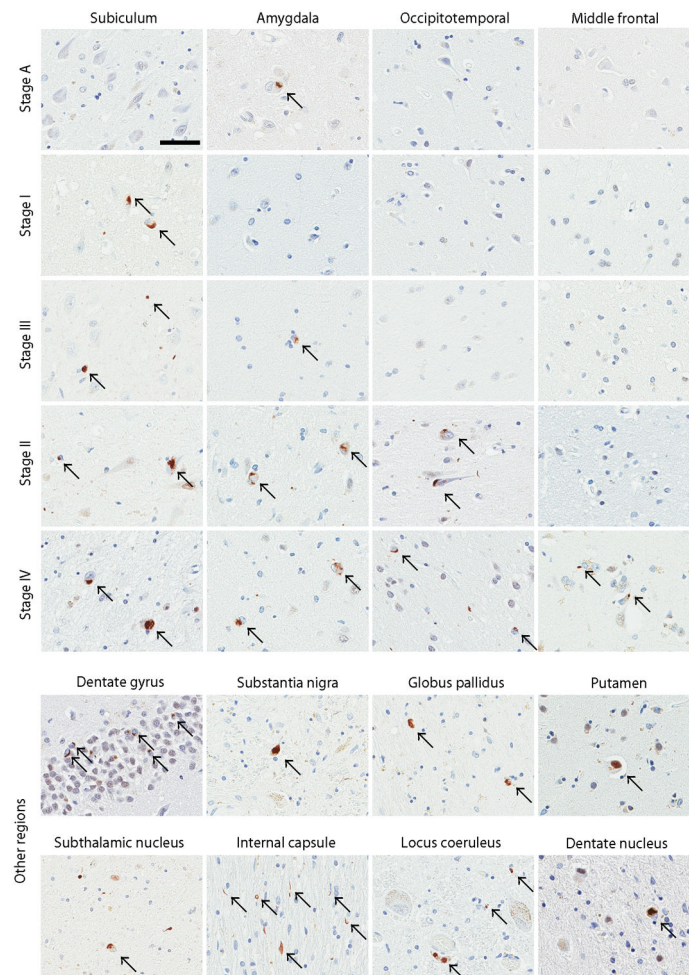 Subiculum Amygdala Occipitotemporal Middle frontal
Stage A
Stage I
Stage III
Stage II
Stage IV
Dentate gyrus Substantia nigra Globus pallidus Putamen
Other regions
Subthalamic nucleus Internal capsule Locus coeruleus Dentate nucleus